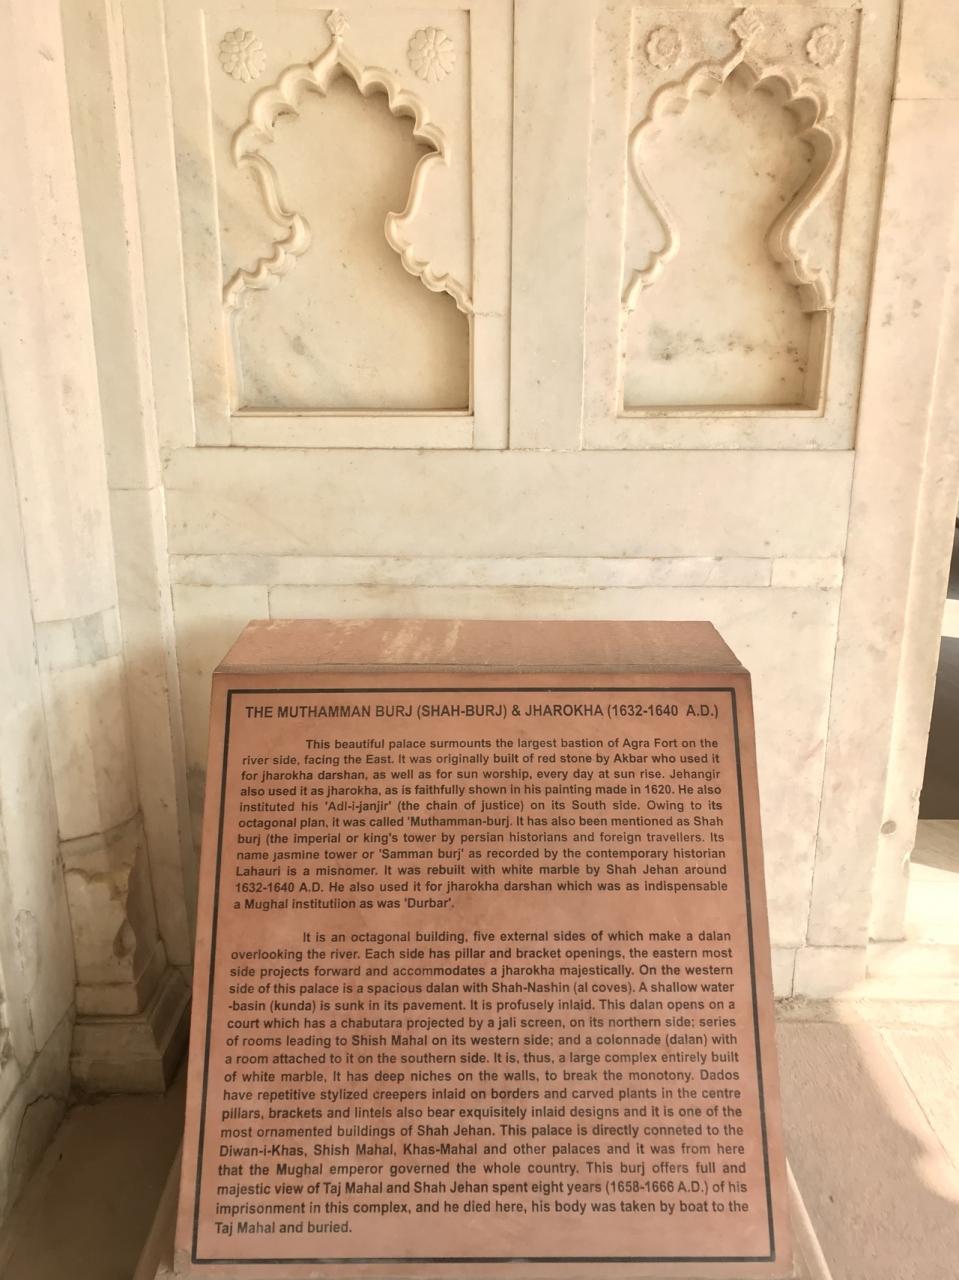 THE MUTHAMMAN BURJ (SHAH-BURJ) & JHAROKHA (1632-1640 A.D.)
This beautiful palace surmounts the largest bastion of Agra Fort on the
river side, facing the East. It was originally built of red stone by Akbar who used it
for jharokha darshan, as well as for sun worship, every day at sun rise. Jehangir
also used it as jharokha, as is faithfully shown in his painting made in 1620. He also
instituted his 'Adl-i-janjir' (the chain of justice) on its South side. Owing to its
octagonal plan, it was called 'Muthamman-burj. It has also been mentioned as Shah
burj (the imperial or king's tower by persian historians and foreign travellers. Its
name jasmine tower or 'Samman burj' as recorded by the contemporary historian
Lahauri is a misnomer. It was rebuilt with white marble by Shah Jehan around
1632-1640 A.D. He also used it for jharokha darshan which was as indispensable
a Mughal institutiion as was 'Durbar'.
It is an octagonal building, five external sides of which make a dalan
overlooking the river. Each side has pillar and bracket openings, the eastern most
side projects forward and accommodates a jharokha majestically. On the western
side of this palace is a spacious dalan with Shah-Nashin (al coves). A shallow water
-basin (kunda) is sunk in its pavement. It is profusely inlaid. This dalan opens on a
court which has a chabutara projected by a jali screen, on its northern side; series
of rooms leading to Shish Mahal on its western side; and a colonnade (dalan) with
a room attached to it on the southern side. It is, thus, a large complex entirely built
of white marble, It has deep niches on the walls, to break the monotony. Dados
have repetitive stylized creepers inlaid on borders and carved plants in the centre
pillars, brackets and lintels also bear exquisitely inlaid designs and it is one of the
most ornamented buildings of Shah Jehan. This palace is directly conneted to the
Diwan-i-Khas, Shish Mahal, Khas-Mahal and other palaces and it was from here
that the Mughal emperor governed the whole country. This burj offers full and
majestic view of Taj Mahal and Shah Jehan spent eight years (1658-1666 A.D.) of his
imprisonment in this complex, and he died here, his body was taken by boat to the
Taj Mahal and buried.